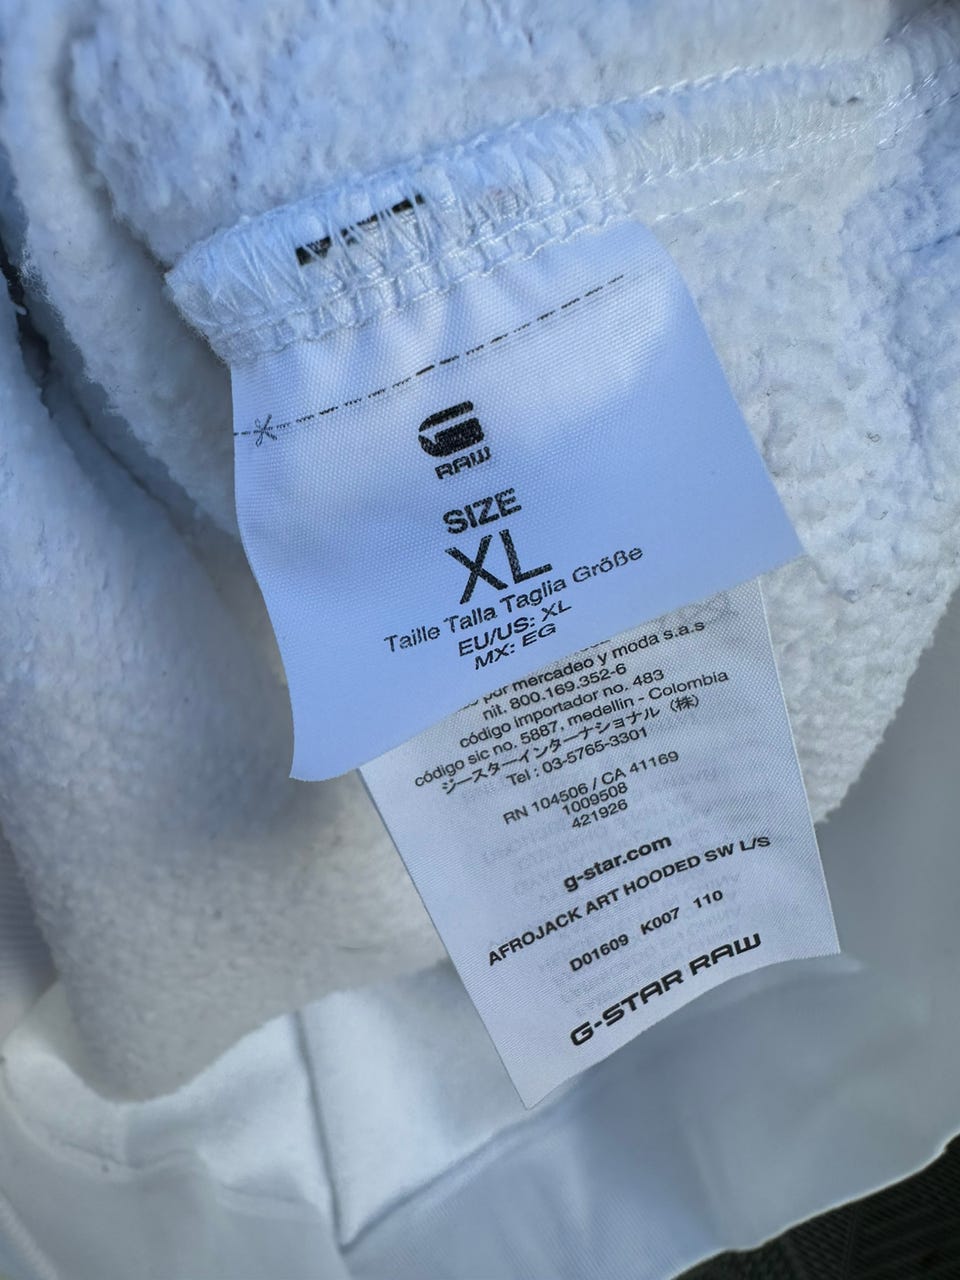 RAW
SIZE
XL
Taille Talla Taglia Größe
EU/US: XL
MX: EG
por mercadeo y moda s.a.s
nit. 800.169.352-6
código importador no. 483
código sic no. 5887, medellin - Colombia
ジースターインターナショナル（株）
Tel : 03-5765-3301
RN 104506 / CA 41169
1009508
421926
g-star.com
AFROJACK ART HOODED SW L/S
D01609 K007 110
G-STAR RAW